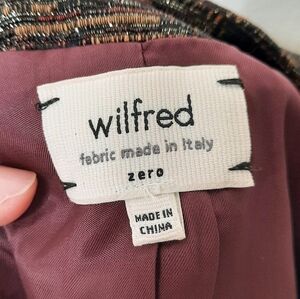 wilfred
fabric made in Italy
zero
MADE IN
CHINA